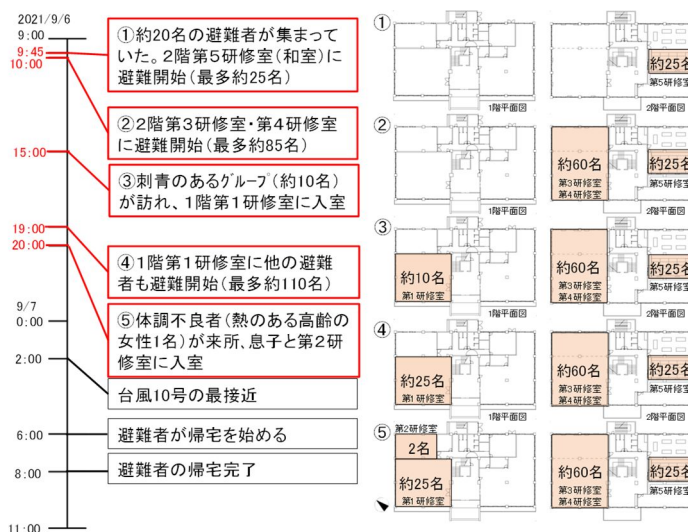 2021/9/6
9:00
9:45
10:00
15:00
19:00
20:00
9/7
0:00
2:00
6:00
8:00
11:00
①約20名の避難者が集まって
いた。2階第5研修室(和室)に
避難開始(最多約25名)
②2階第3研修室・第4研修室
に避難開始(最多約85名)
③刺青のあるグループ(約10名)
が訪れ、1階第1研修室に入室
④1階第1研修室に他の避難
者も避難開始(最多約110名)
⑤体調不良者(熱のある高齢の
女性1名)が来所、息子と第2研
修室に入室
台風10号の最接近
避難者が帰宅を始める
避難者の帰宅完了
①
1階平面図
約25名
第5研修室
2階平面図
②
1階平面図
約60名
第3研修室
第4研修室
約25名
第5研修室
2階平面図
③
約10名
第1研修室
1階平面図
約60名
第3研修室
第4研修室
約25名
第5研修室
2階平面図
④
約25名
第1研修室
1階平面図
約60名
第3研修室
第4研修室
約25名
第5研修室
2階平面図
⑤
第2研修室
2名
約25名
第1研修室
約60名
第3研修室
第4研修室
約25名
第5研修室